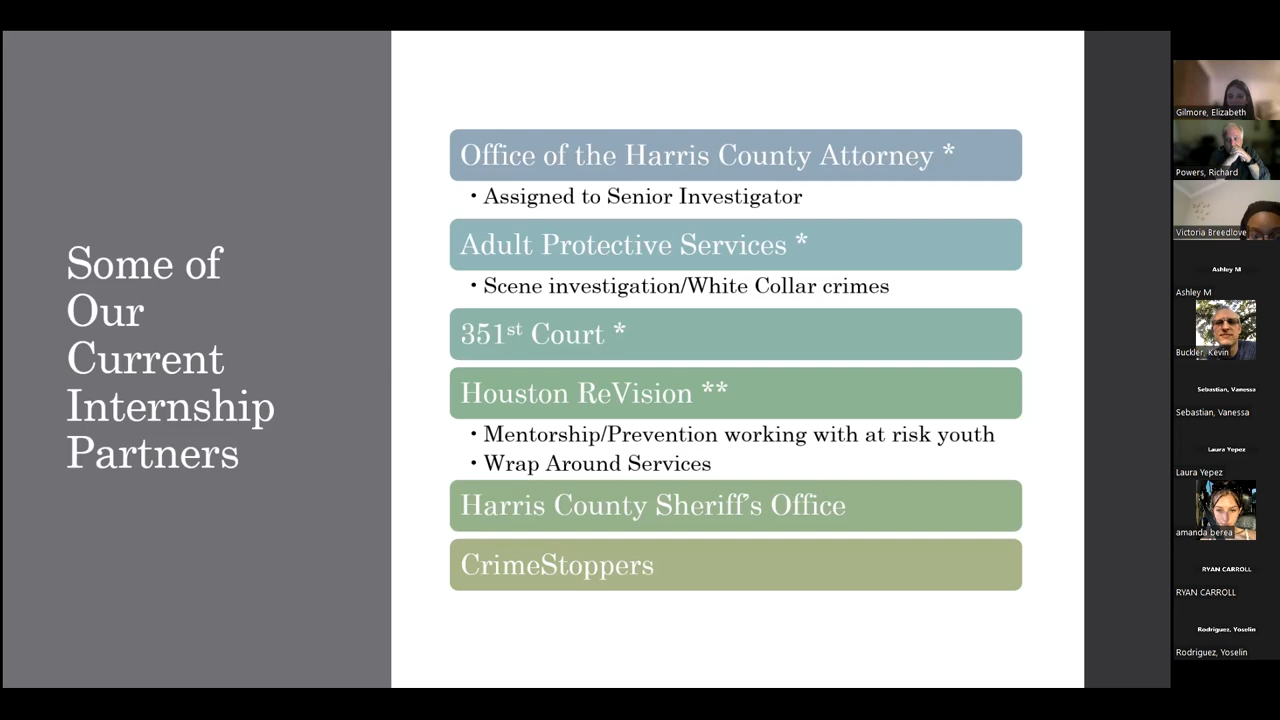 Some of
Our
Current
Internship
Partners
Office of the Harris County Attorney *
• Assigned to Senior Investigator
Adult Protective Services *
• Scene investigation/White Collar crimes
351st Court *
Houston ReVision **
• Mentorship/Prevention working with at risk youth
• Wrap Around Services
Harris County Sheriff's Office
CrimeStoppers
Gilmore, Elizabeth
Powers, Richard
Victoria Breedlove
Ashley M
Ashley M
Buckler, Kevin
Sebastian, Vanessa
Sebastian, Vanessa
Laura Yepez
Laura Yepez
amanda berea
RYAN CARROLL
RYAN CARROLL
Rodriguez, Yoselin
Rodriguez, Yoselin